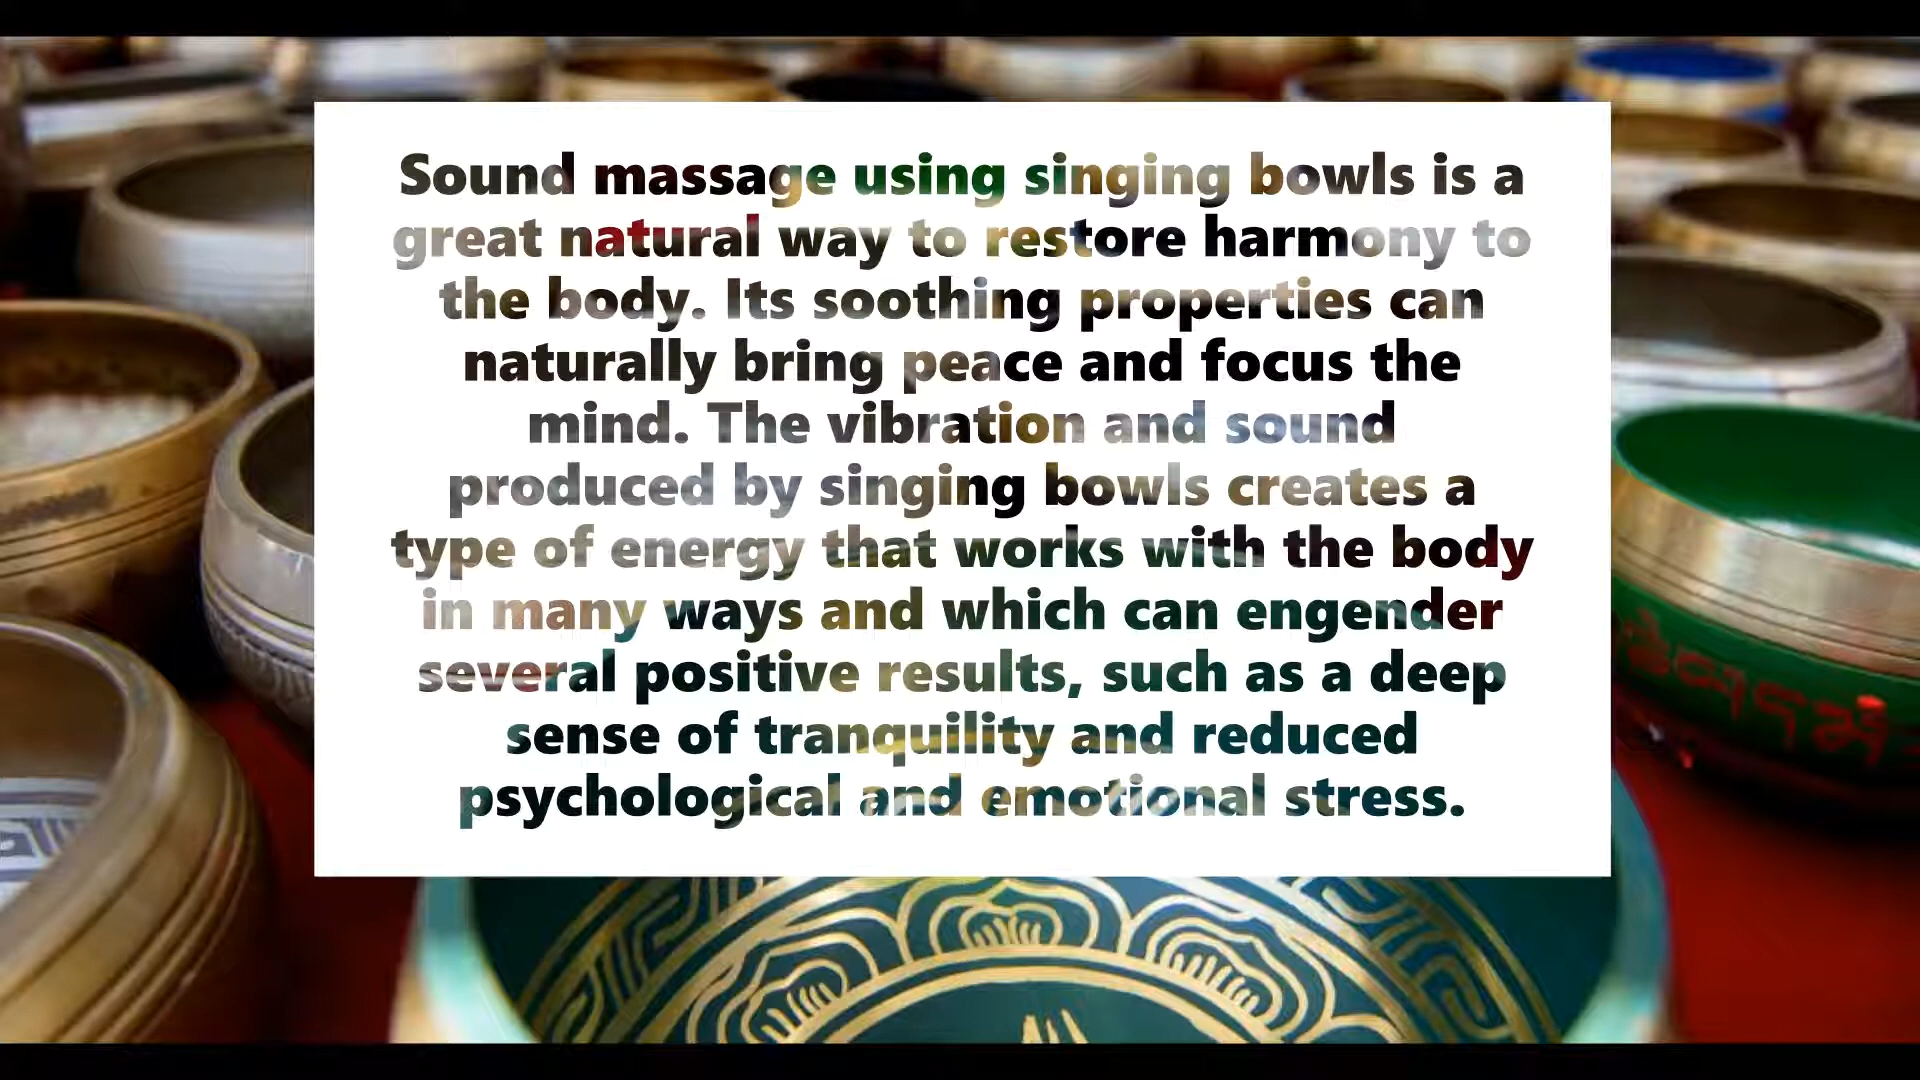 Sound massage using singing bowls is a
great natural way to restore harmony to
the body. Its soothing properties can
naturally bring peace and focus the
mind. The vibration and sound
produced by singing bowls creates a
type of energy that works with the body
in many ways and which can engender
several positive results, such as a deep
sense of tranquility and reduced
psychological and emotional stress.